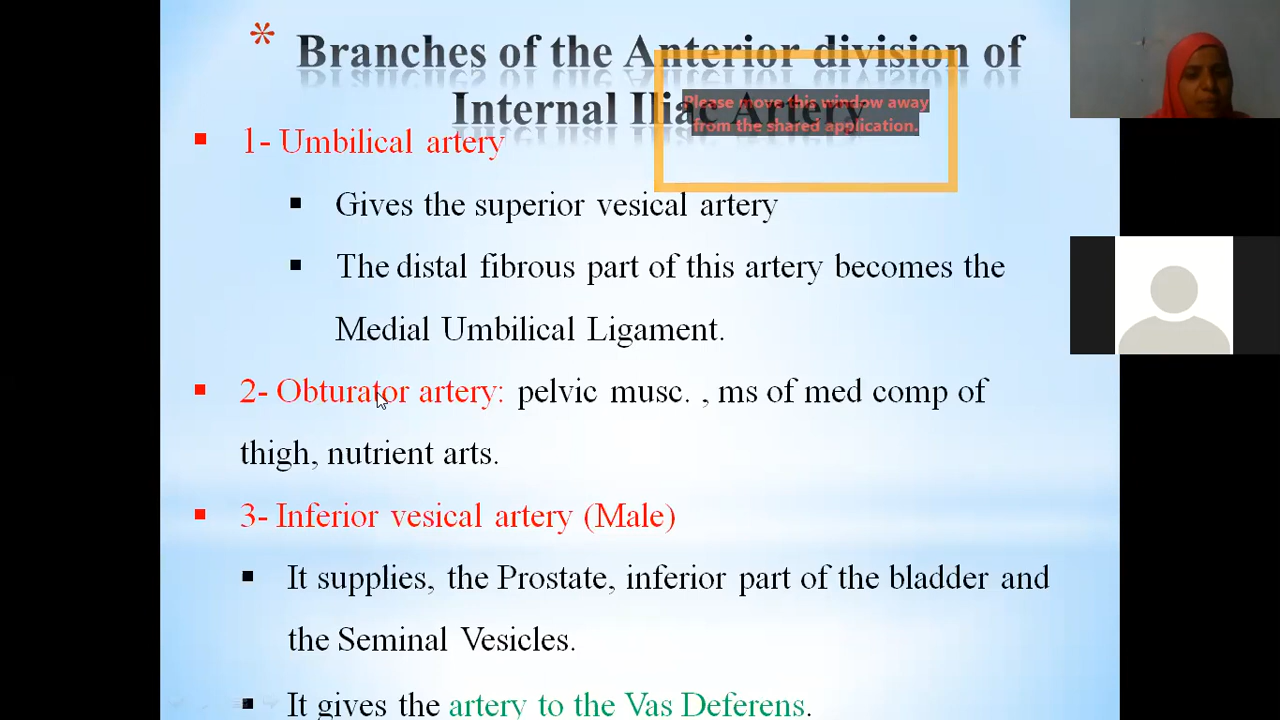 * Branches of the Anterior division of
Internal Iliac Artery
Please move this window away
from the shared application.
▪ 1- Umbilical artery
▪ Gives the superior vesical artery
▪ The distal fibrous part of this artery becomes the
Medial Umbilical Ligament.
▪ 2- Obturator artery: pelvic musc. , ms of med comp of
thigh, nutrient arts.
▪ 3- Inferior vesical artery (Male)
▪ It supplies, the Prostate, inferior part of the bladder and
the Seminal Vesicles.
▪ It gives the artery to the Vas Deferens.